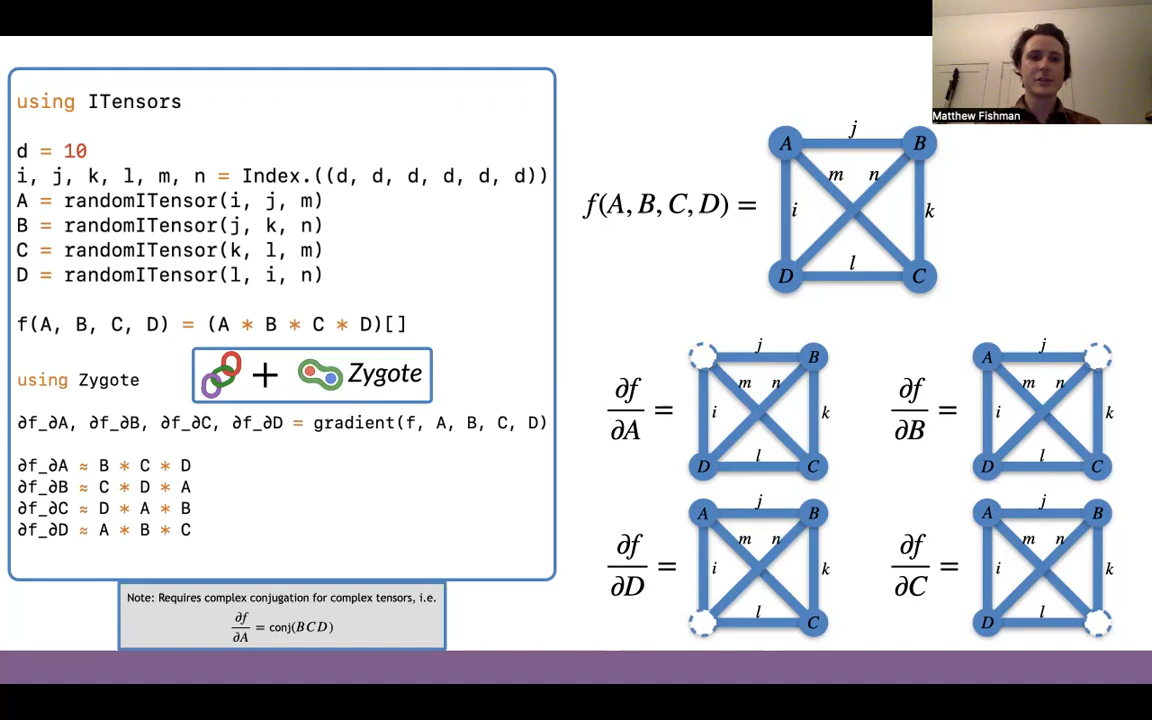 using ITensors
d = 10
i, j, k, l, m, n = Index.((d, d, d, d, d, d))
A = randomITensor(i, j, m)
B = randomITensor(j, k, n)
C = randomITensor(k, l, m)
D = randomITensor(l, i, n)
f(A, B, C, D) = (A * B * C * D)[]
+ Zygote
using Zygote
∂f_∂A, ∂f_∂B, ∂f_∂C, ∂f_∂D = gradient(f, A, B, C, D)
∂f_∂A ≈ B * C * D
∂f_∂B ≈ C * D * A
∂f_∂C ≈ D * A * B
∂f_∂D ≈ A * B * C
Note: Requires complex conjugation for complex tensors, i.e.
∂f
∂A
= conj(BCD)
Matthew Fishman
j
A B
m n
f(A, B, C, D) =
i k
l
D C
j
B
m n
∂f
∂A
=
i k
l
D C
j
A
m n
∂f
∂B
=
i k
l
D C
j
A B
m n
∂f
∂D
=
i k
l
C
j
A B
m n
∂f
∂C
=
i k
l
D